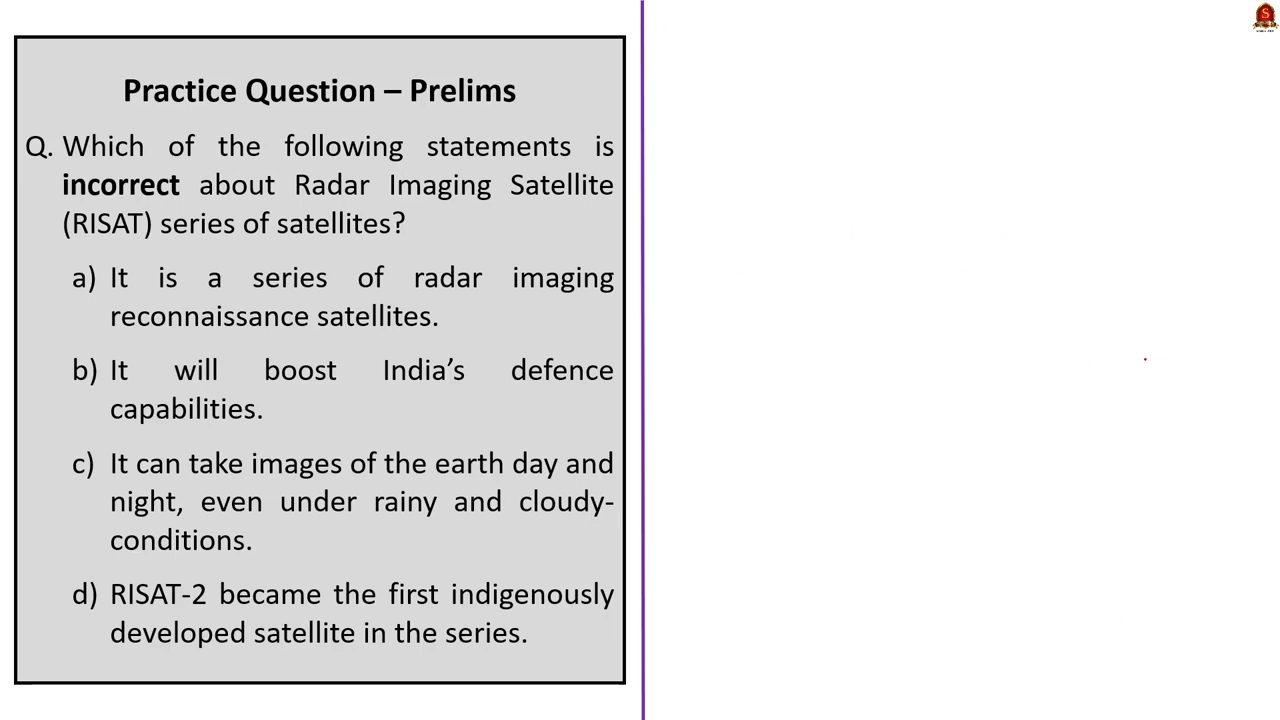 Practice Question – Prelims
Q. Which of the following statements is
incorrect about Radar Imaging Satellite
(RISAT) series of satellites?
a) It is a series of radar imaging
reconnaissance satellites.
b) It will boost India’s defence
capabilities.
c) It can take images of the earth day and
night, even under rainy and cloudy-
conditions.
d) RISAT-2 became the first indigenously
developed satellite in the series.